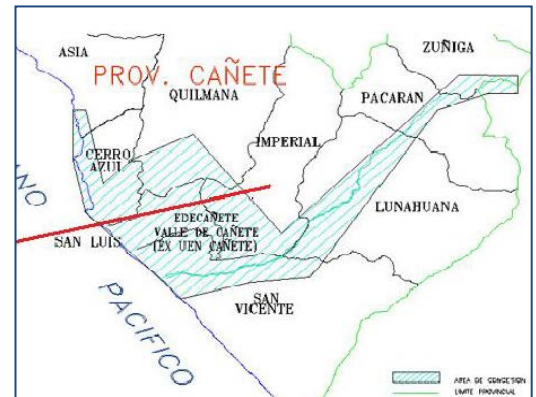 ASIA
ZUÑIGA
PROV. CAÑETE
QUILMANA
PACARAN
IMPERIAL
CERRO
AZUL
LUNAHUANA
ANO
EDECAÑETE
SAN LUIS
VALLE DE CAÑETE
(EX UEN CAÑETE)
SAN
VICENTE
PACIFICO
AREA DE CONCESION
LIMITE PROVINCIAL